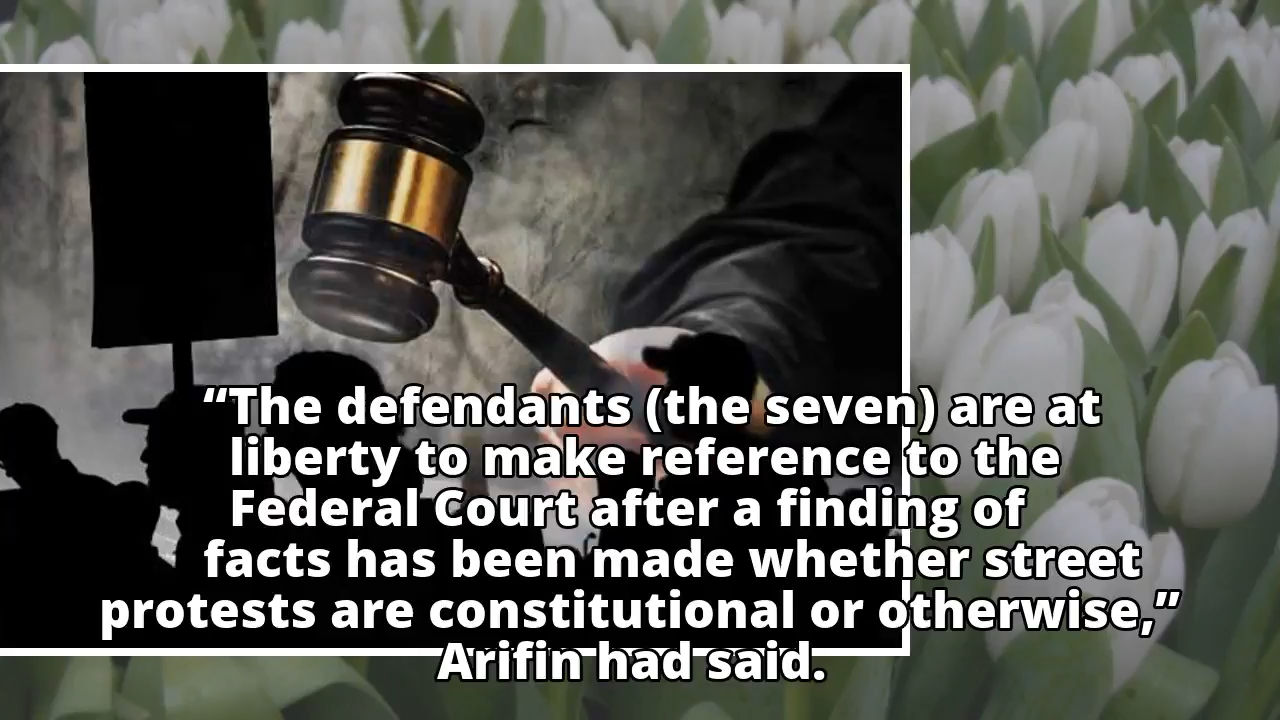 “The defendants (the seven) are at
liberty to make reference to the
Federal Court after a finding of
facts has been made whether street
protests are constitutional or otherwise,”
Arifin had said.